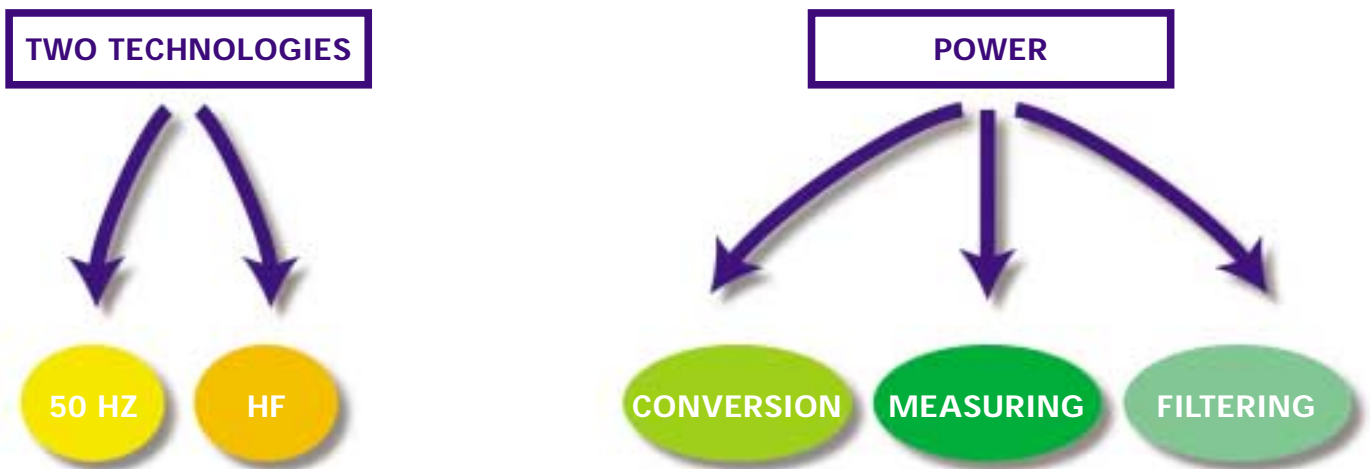 TWO TECHNOLOGIES
POWER
50 HZ
HF
CONVERSION
MEASURING
FILTERING